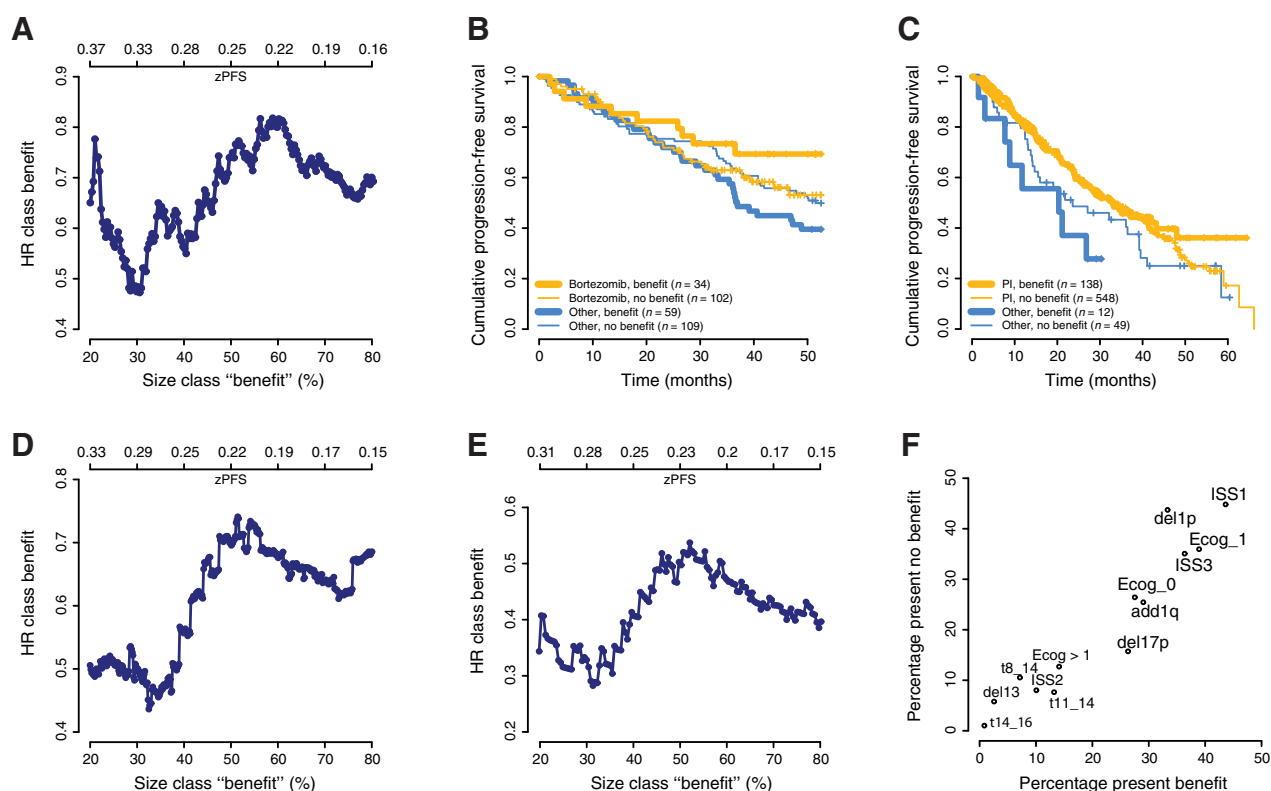 A
0.37 0.33 0.28 0.25 0.22 0.19 0.16
zPFS
HR class benefit
0.9
0.8
0.7
0.6
0.5
0.4
20 30 40 50 60 70 80
Size class “benefit” (%)
B
Cumulative progression-free survival
1.0
0.8
0.6
0.4
0.2
0.0
Bortezomib, benefit (n = 34)
Bortezomib, no benefit (n = 102)
Other, benefit (n = 59)
Other, no benefit (n = 109)
0 10 20 30 40 50
Time (months)
C
Cumulative progression-free survival
1.0
0.8
0.6
0.4
0.2
0.0
PI, benefit (n = 138)
PI, no benefit (n = 548)
Other, benefit (n = 12)
Other, no benefit (n = 49)
0 10 20 30 40 50 60
Time (months)
D
0.33 0.29 0.25 0.22 0.19 0.17 0.15
zPFS
HR class benefit
0.8
0.7
0.6
0.5
0.4
20 30 40 50 60 70 80
Size class “benefit” (%)
E
0.31 0.28 0.25 0.23 0.2 0.17 0.15
zPFS
HR class benefit
0.6
0.5
0.4
0.3
0.2
20 30 40 50 60 70 80
Size class “benefit” (%)
F
Percentage present no benefit
50
40
30
20
10
0
ISS1
del1p
Ecog_1
ISS3
Ecog_0
add1q
del17p
Ecog > 1
t8_14
ISS2
del13
t11_14
t14_16
0 10 20 30 40 50
Percentage present benefit